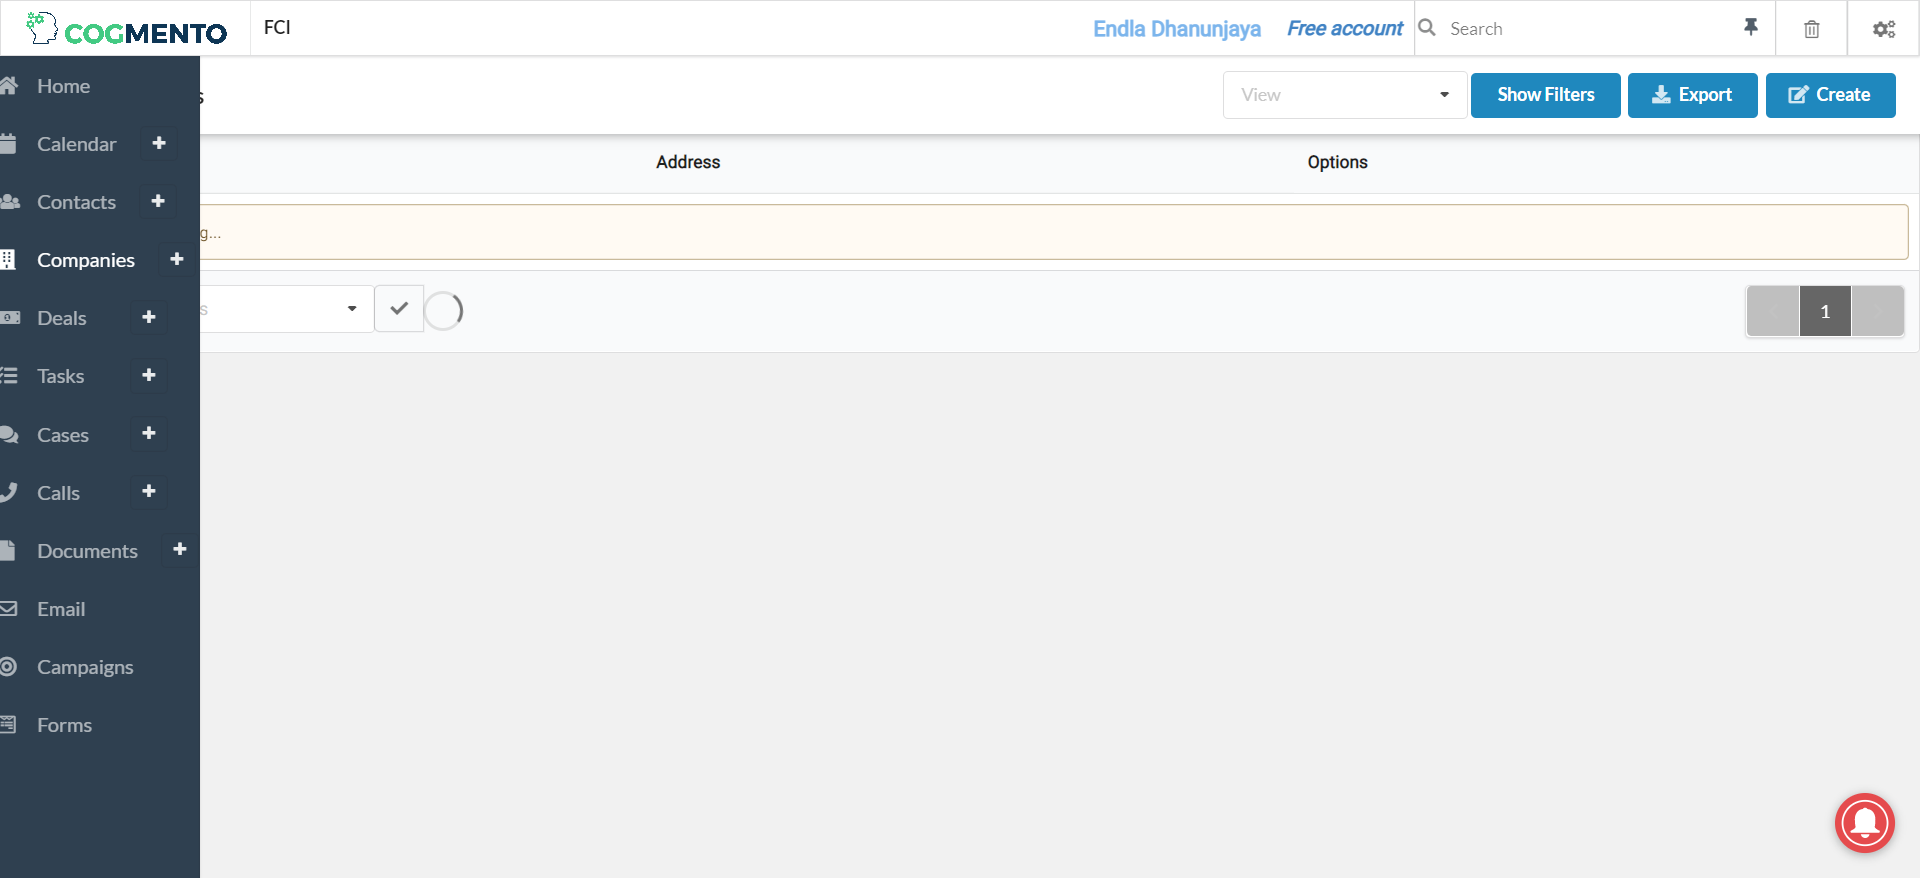 COGMENTO
FCI
Endla Dhanunjaya
Free account
Search
Home
Calendar
Contacts
Companies
Deals
Tasks
Cases
Calls
Documents
Email
Campaigns
Forms
s
View
Show Filters
Export
Create
Address
Options
g...
s
1